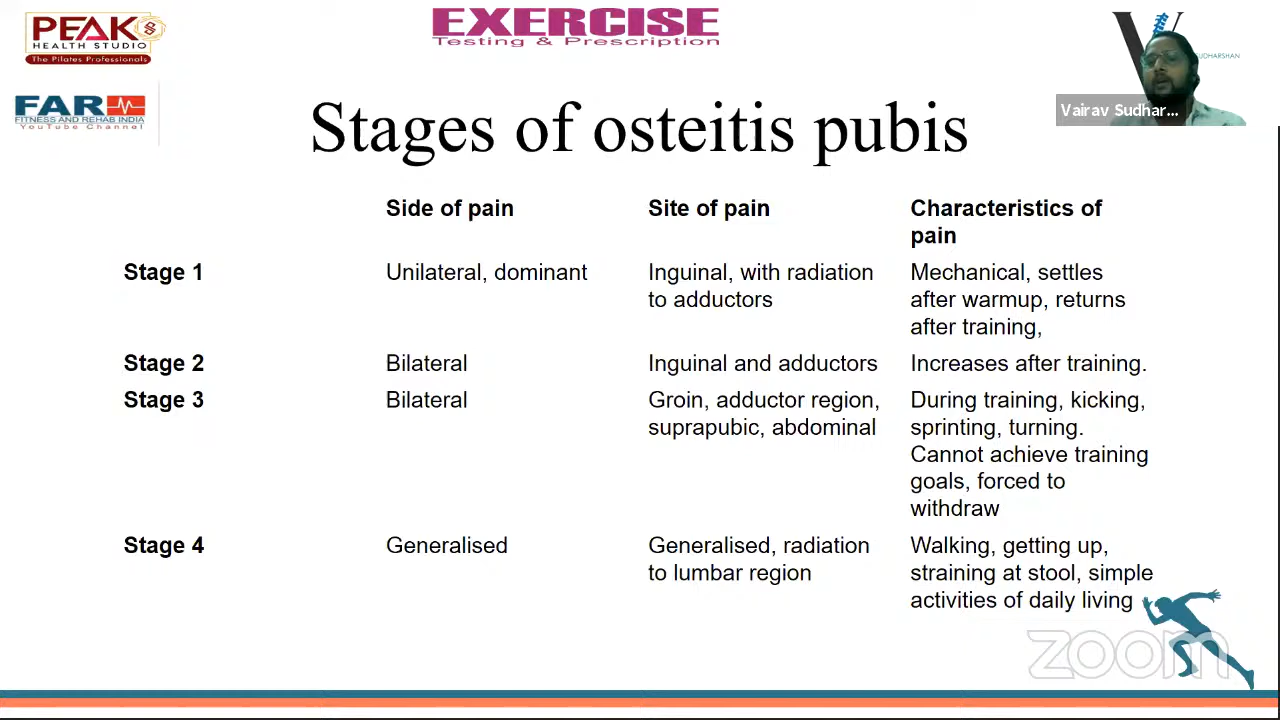 PEAK
HEALTH STUDIO
The Pilates Professionals
EXERCISE
Testing & Prescription
V
SUDHARSHAN
Vairav Sudhar...
FAR
FITNESS AND REHAB INDIA
YouTube Channel
Stages of osteitis pubis
Side of pain
Site of pain
Characteristics of
pain
Stage 1
Unilateral, dominant
Inguinal, with radiation
to adductors
Mechanical, settles
after warmup, returns
after training,
Stage 2
Bilateral
Inguinal and adductors
Increases after training.
Stage 3
Bilateral
Groin, adductor region,
suprapubic, abdominal
During training, kicking,
sprinting, turning.
Cannot achieve training
goals, forced to
withdraw
Stage 4
Generalised
Generalised, radiation
to lumbar region
Walking, getting up,
straining at stool, simple
activities of daily living
zoom